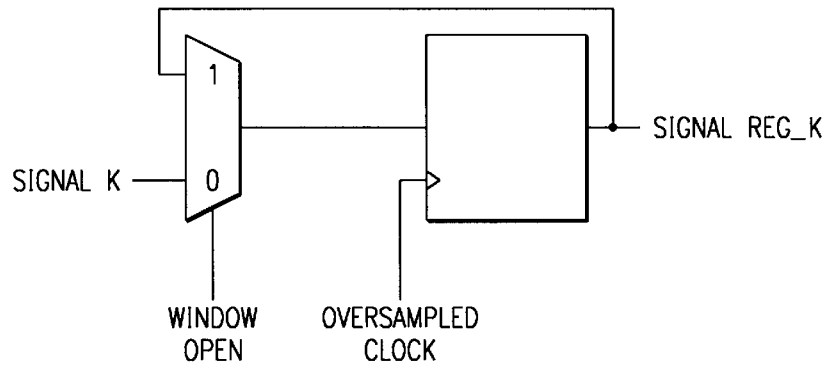 1
SIGNAL REG_K
SIGNAL K
0
WINDOW
OPEN
OVERSAMPLED
CLOCK